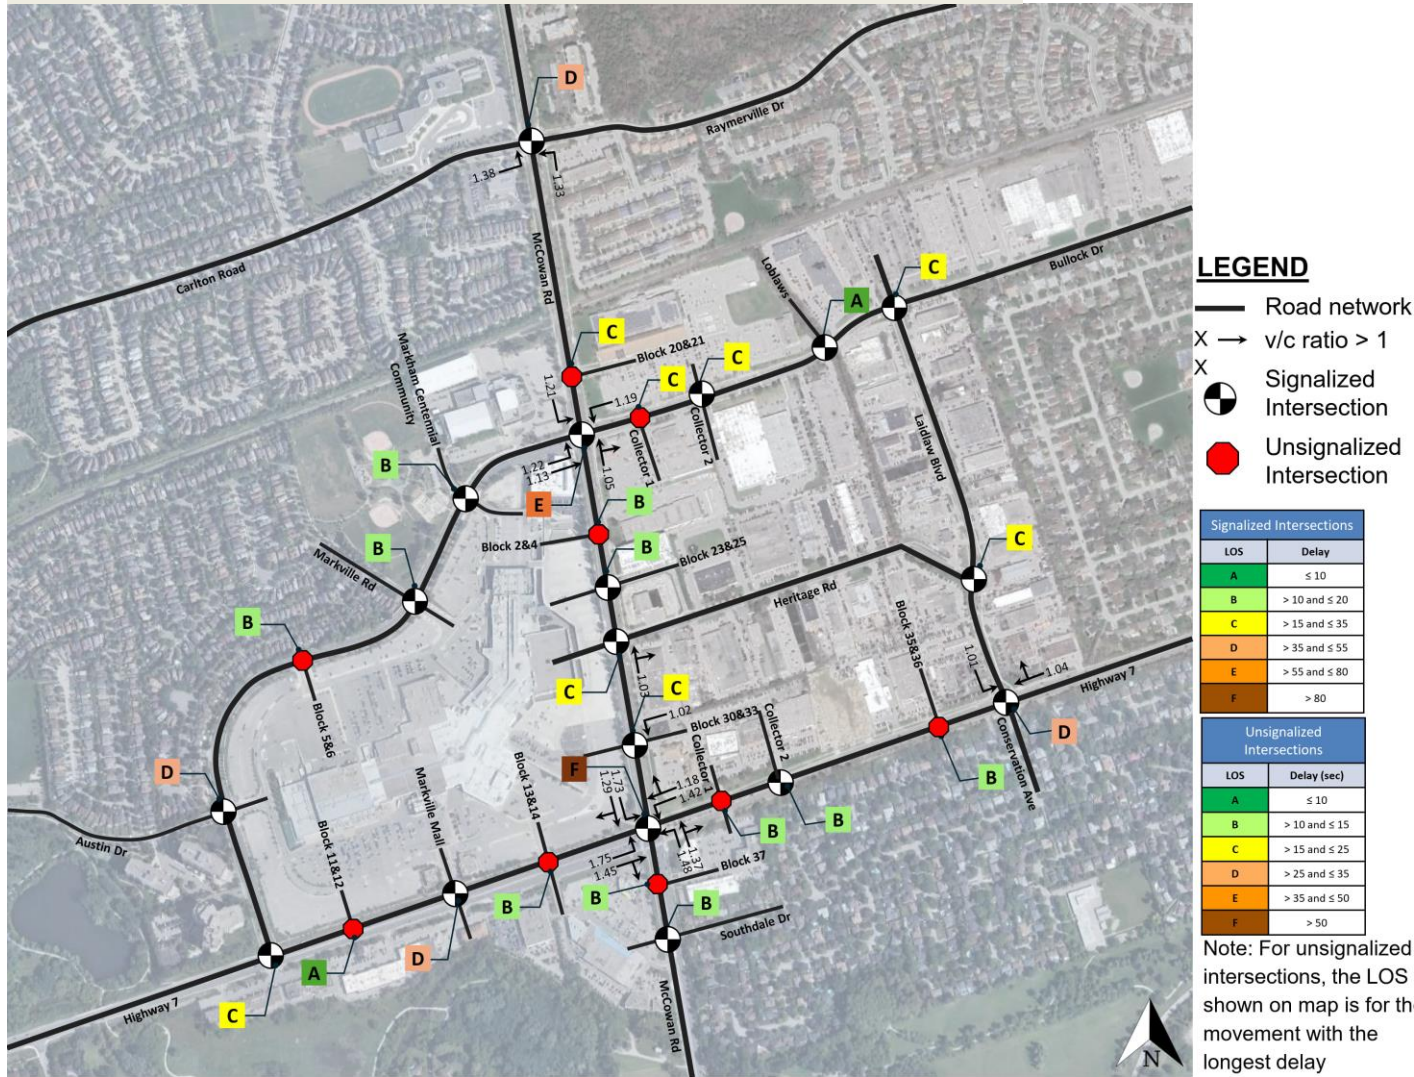 D
Raymerville Dr
1.38
1.33
McCowan Rd
Carlton Road
Bullock Dr
Loblaws
C
A
C
Block 20&21
C
C
Markham Centennial
Community
1.21
1.19
Collector 1
Collector 2
Laidlaw Blvd
1.22
1.13
1.05
B
E
B
Block 2&4
B
Block 23&25
B
Markville Rd
C
Heritage Rd
Block 35&36
B
C
1.03
C
1.01
1.04
Highway 7
Block 5&6
1.02
Block 30&33
Collector 2
Collector 1
D
F
1.29
1.73
1.18
1.42
D
Conservation Ave
B
Austin Dr
Block 11&12
Markville Mall
Block 13&14
B
B
1.75
1.45
1.37
1.48
Block 37
B
B
B
Southdale Dr
D
A
C
Highway 7
McCowan Rd
N
LEGEND
Road network
X
X
v/c ratio > 1
Signalized
Intersection
Unsignalized
Intersection
Signalized Intersections
LOS Delay
A ≤ 10
B > 10 and ≤ 20
C > 15 and ≤ 35
D > 35 and ≤ 55
E > 55 and ≤ 80
F > 80
Unsignalized
Intersections
LOS Delay (sec)
A ≤ 10
B > 10 and ≤ 15
C > 15 and ≤ 25
D > 25 and ≤ 35
E > 35 and ≤ 50
F > 50
Note: For unsignalized
intersections, the LOS
shown on map is for the
movement with the
longest delay